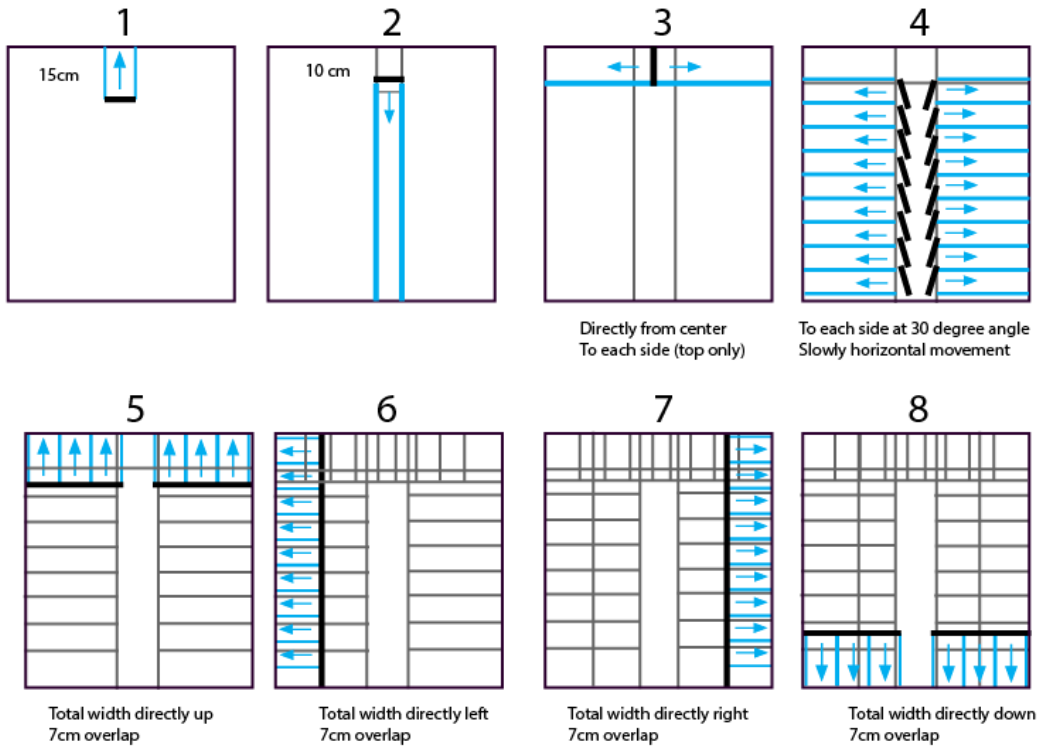 1
2
3
4
15cm
10 cm
Directly from center
To each side (top only)
To each side at 30 degree angle
Slowly horizontal movement
5
6
7
8
Total width directly up
7cm overlap
Total width directly left
7cm overlap
Total width directly right
7cm overlap
Total width directly down
7cm overlap